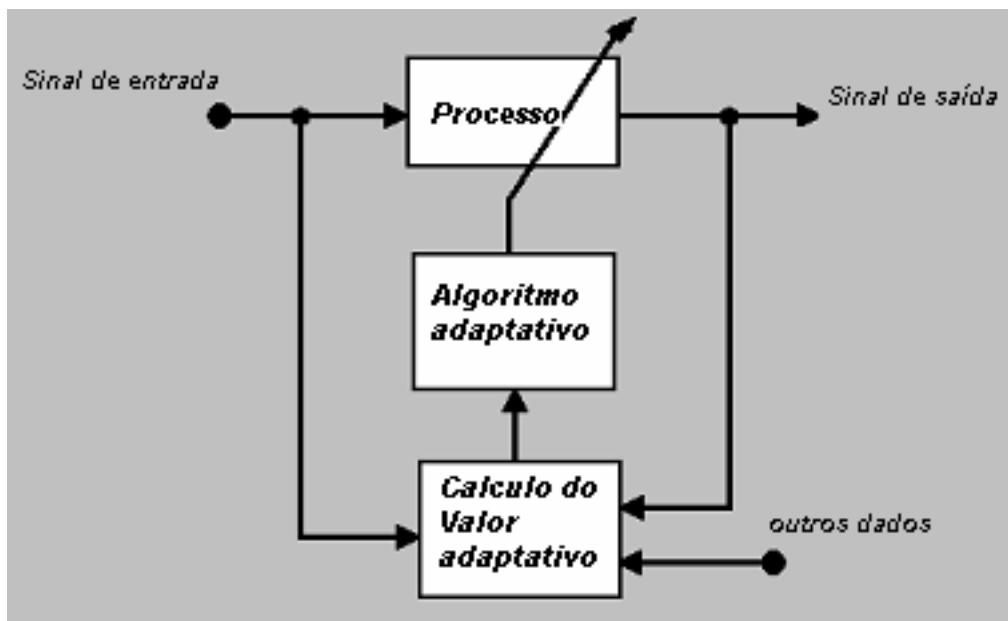 Sinal de entrada
Processo
Sinal de saída
Algoritmo
adaptativo
Calculo do
Valor
adaptativo
outros dados